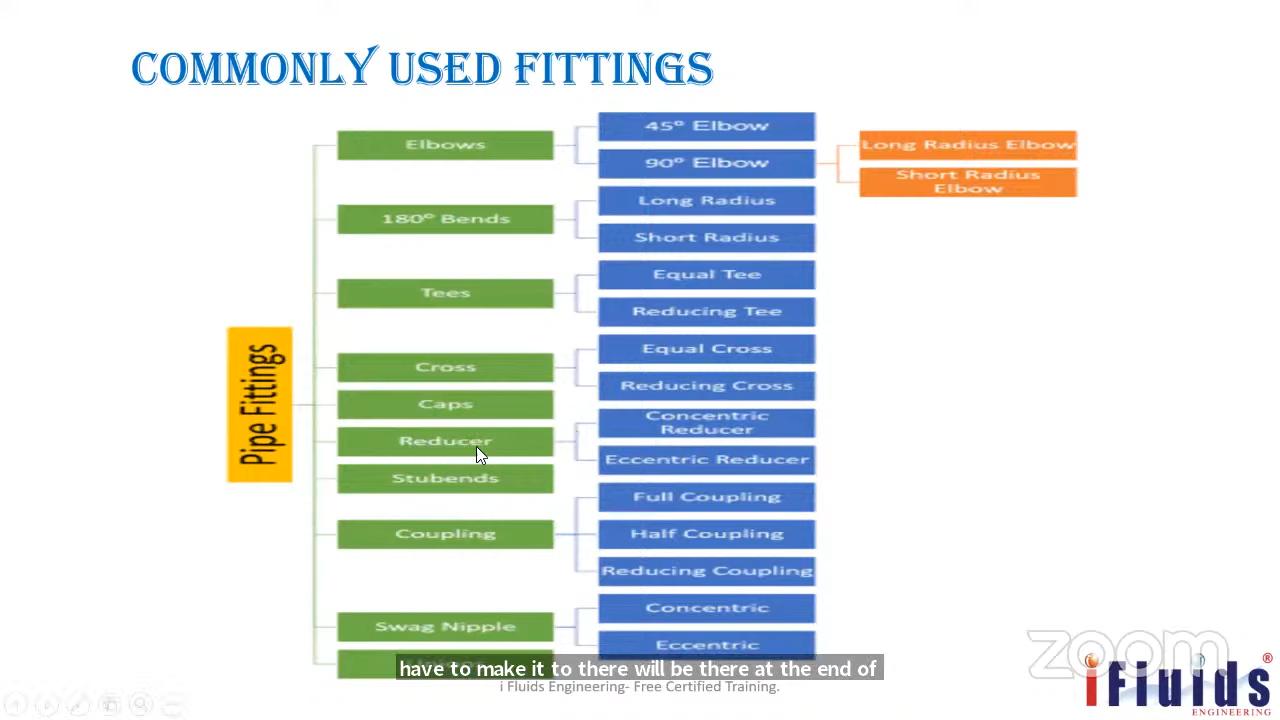 COMMONLY USED FITTINGS
Pipe Fittings
Elbows
45° Elbow
90° Elbow
Long Radius Elbow
Short Radius
Elbow
180° Bends
Long Radius
Short Radius
Tees
Equal Tee
Reducing Tee
Cross
Equal Cross
Reducing Cross
Caps
Reducer
Concentric
Reducer
Eccentric Reducer
Stubends
Coupling
Full Coupling
Half Coupling
Reducing Coupling
Swag Nipple
Concentric
Eccentric
have to make it to there will be there at the end of
i Fluids Engineering- Free Certified Training.
zoom
iFluids®
ENGINEERING